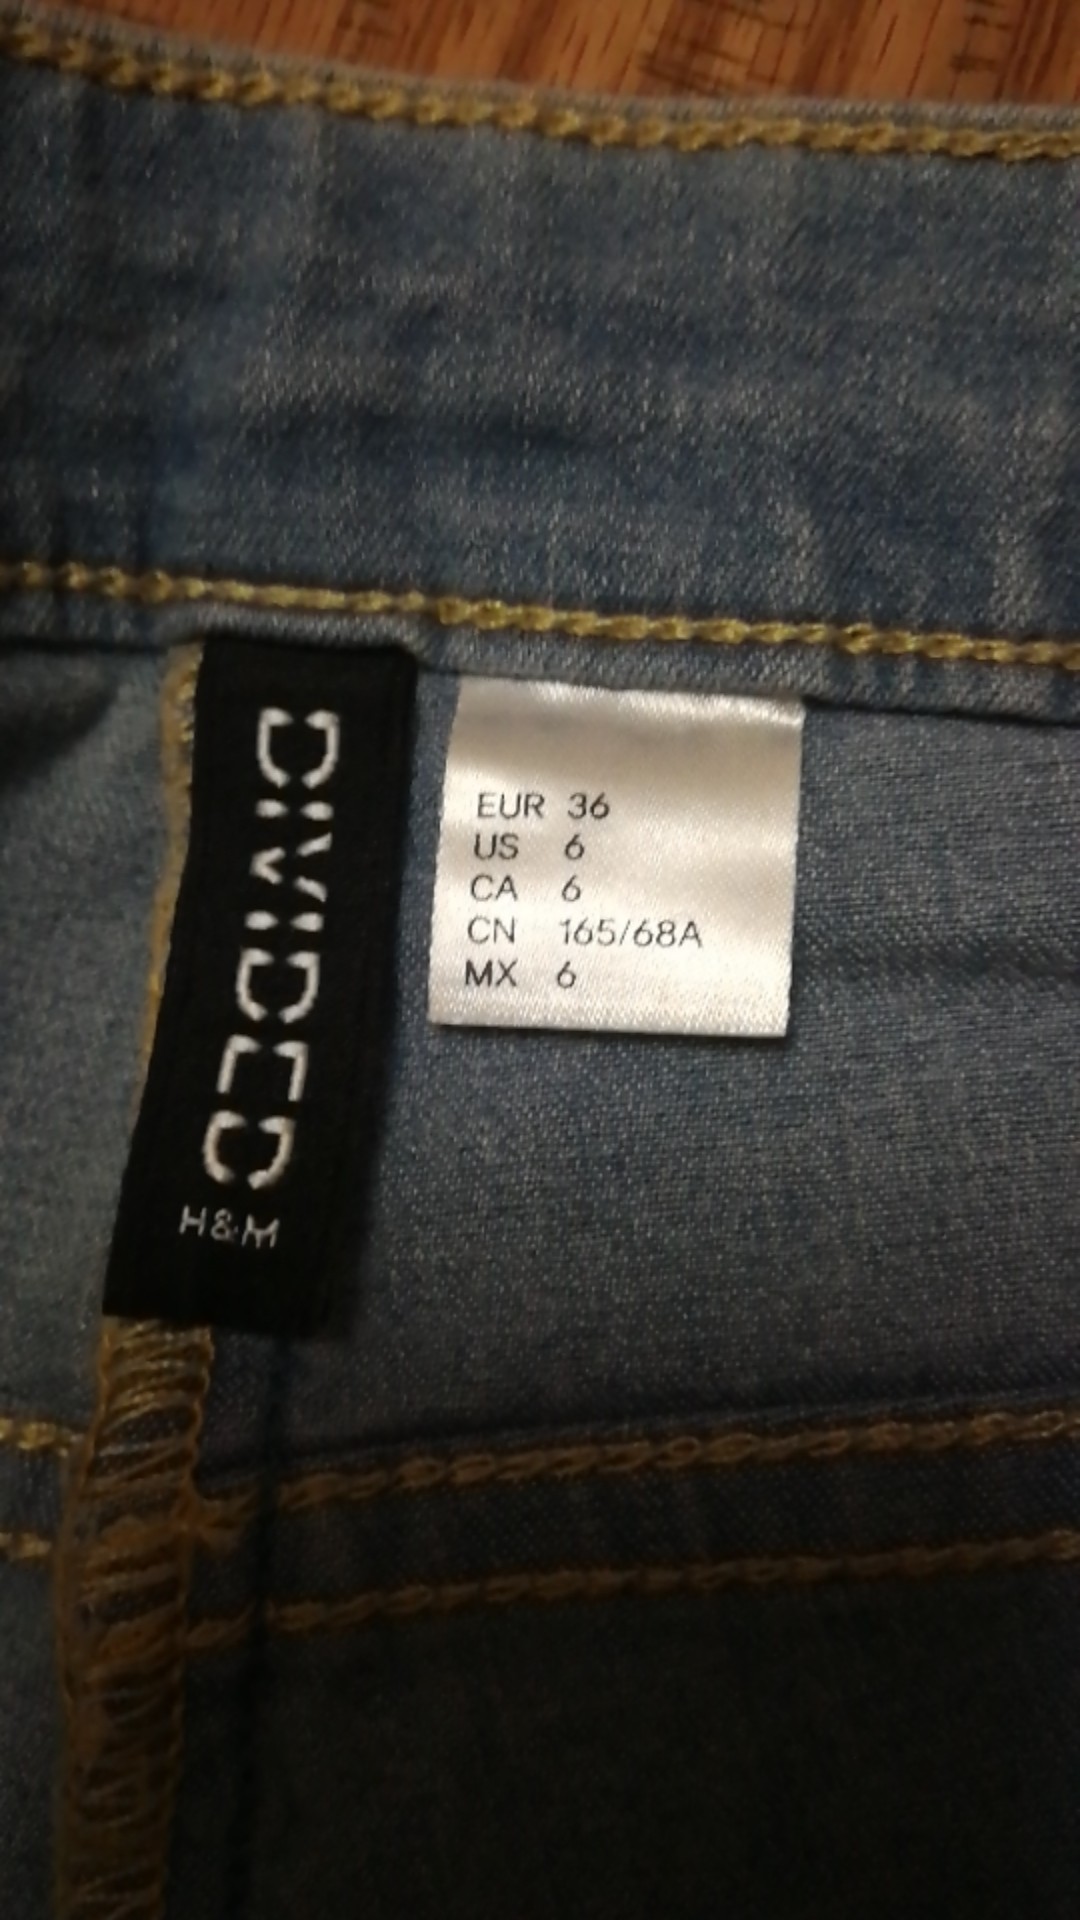 DIVIDED
H&M
EUR 36
US 6
CA 6
CN 165/68A
MX 6